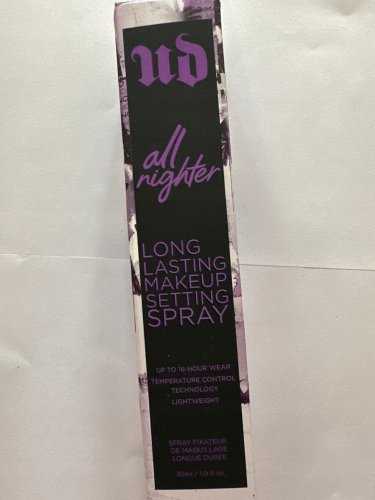 ud
all
nighter
LONG
LASTING
MAKEUP
SETTING
SPRAY
UP TO 16-HOUR WEAR
TEMPERATURE CONTROL
TECHNOLOGY
LIGHTWEIGHT
SPRAY FIXATEUR
DE MAQUILLAGE
LONGUE DURÉE
30ml / 1.0 fl. oz.